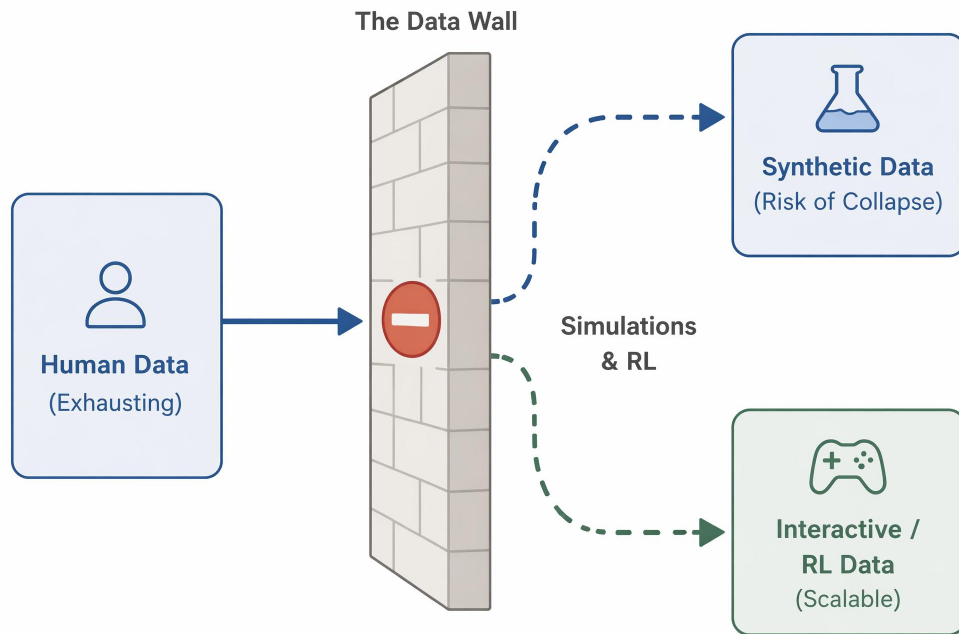 The Data Wall
Human Data
(Exhausting)
Synthetic Data
(Risk of Collapse)
Simulations
& RL
Interactive /
RL Data
(Scalable)